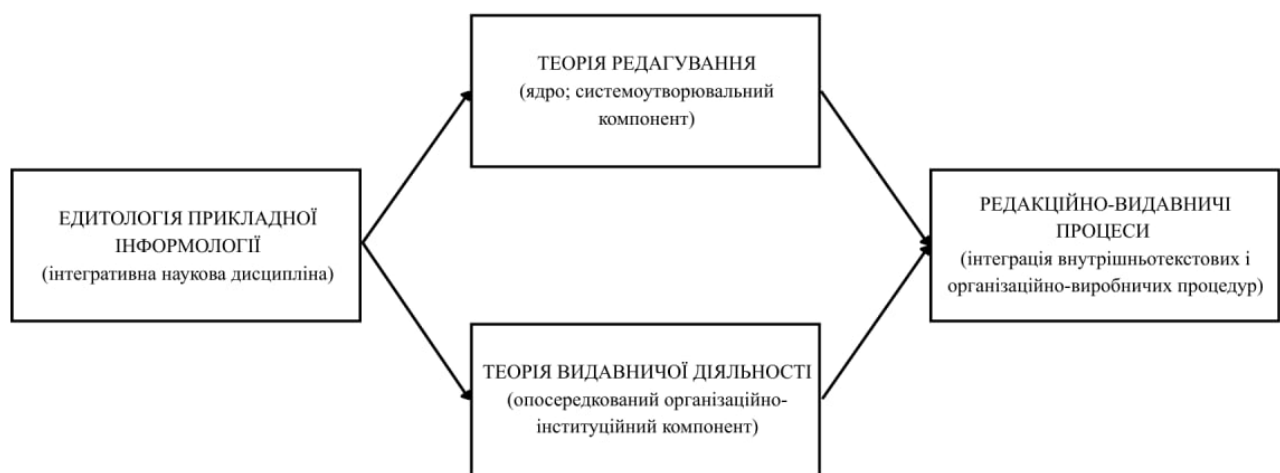 ТЕОРІЯ РЕДАГУВАННЯ
(ядро; системоутворювальний
компонент)
ЕДИТОЛОГІЯ ПРИКЛАДНОЇ
ІНФОРМОЛОГІЇ
(інтегративна наукова дисципліна)
РЕДАКЦІЙНО-ВИДАВНИЧІ
ПРОЦЕСИ
(інтеграція внутрішньотекстових і
організаційно-виробничих процедур)
ТЕОРІЯ ВИДАВНИЧОЇ ДІЯЛЬНОСТІ
(опосередкований організаційно-
інституційний компонент)